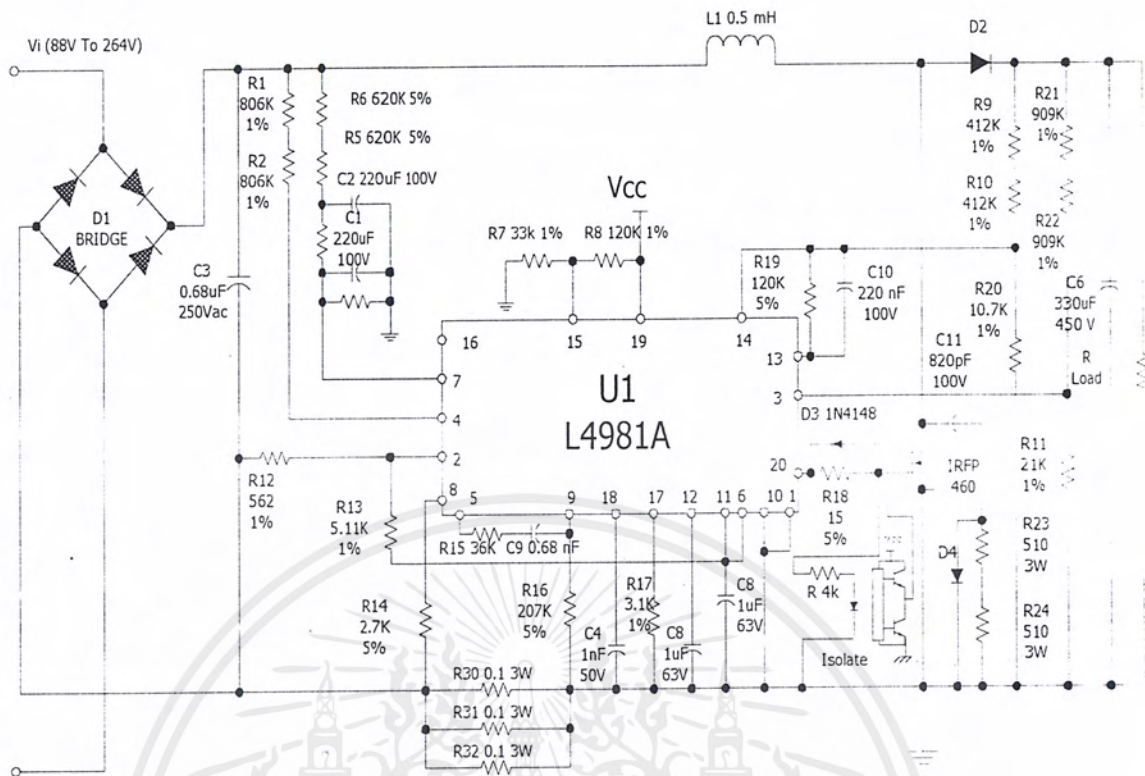 L1 0.5 mH
D2
Vi (88V To 264V)
R1
806K
1%
R6 620K 5%
R5 620K 5%
R2
806K
1%
C2 220uF 100V
C1
220uF
100V
D1
BRIDGE
C3
0.68uF
250Vac
Vcc
R7 33k 1%
R8 120K 1%
R9
412K
1%
R21
909K
1%
R10
412K
1%
R22
909K
1%
R19
120K
5%
C10
220 nF
100V
R20
10.7K
1%
C6
330uF
450 V
C11
820pF
100V
R
Load
16
15
19
14
13
7
3
U1
L4981A
4
2
8
5
9
18
17
12
11
6
10
1
20
D3 1N4148
IRFP
460
R11
21K
1%
R12
562
1%
R13
5.11K
1%
R18
15
5%
R15 36K
C9 0.68 nF
R23
510
3W
D4
R 4k
R14
2.7K
5%
R16
207K
5%
R17
3.1K
1%
C8
1uF
63V
C4
1nF
50V
C8
1uF
63V
R24
510
3W
Isolate
R30 0.1 3W
R31 0.1 3W
R32 0.1 3W